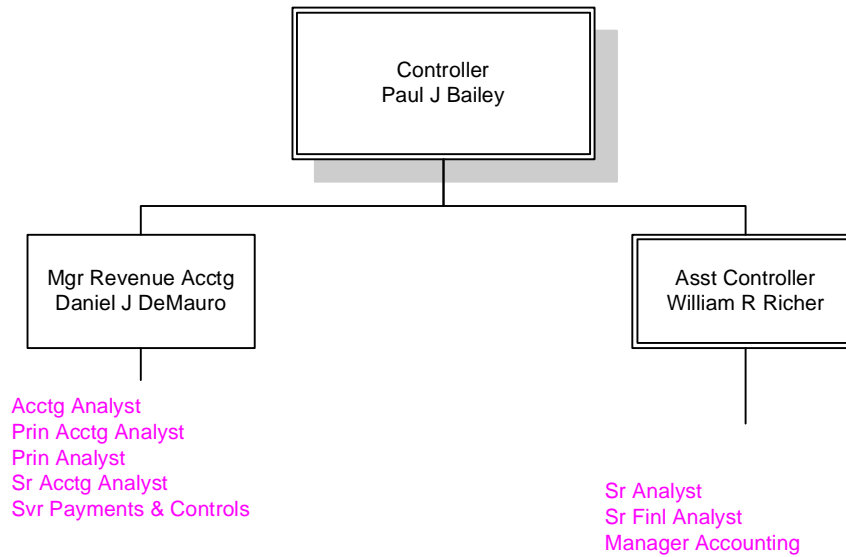 Controller
Paul J Bailey
Mgr Revenue Acctg
Daniel J DeMauro
Asst Controller
William R Richer
Acctg Analyst
Prin Acctg Analyst
Prin Analyst
Sr Acctg Analyst
Svr Payments & Controls
Sr Analyst
Sr Finl Analyst
Manager Accounting